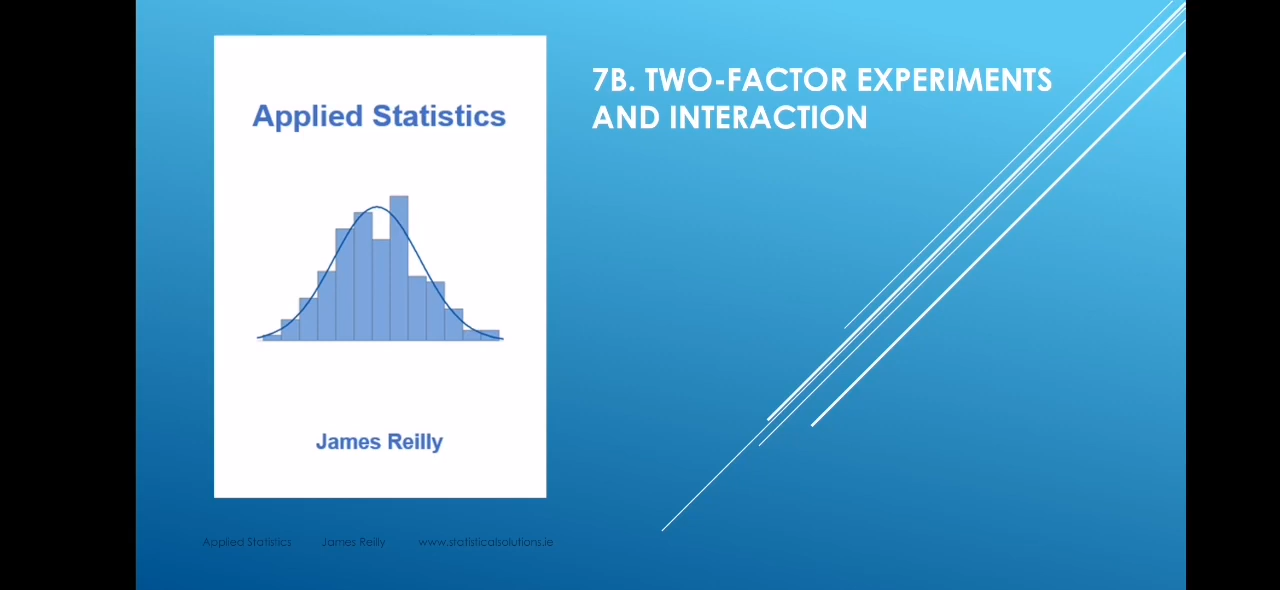 Applied Statistics
James Reilly
7B. TWO-FACTOR EXPERIMENTS
AND INTERACTION
Applied Statistics James Reilly www.statisticalsolutions.ie